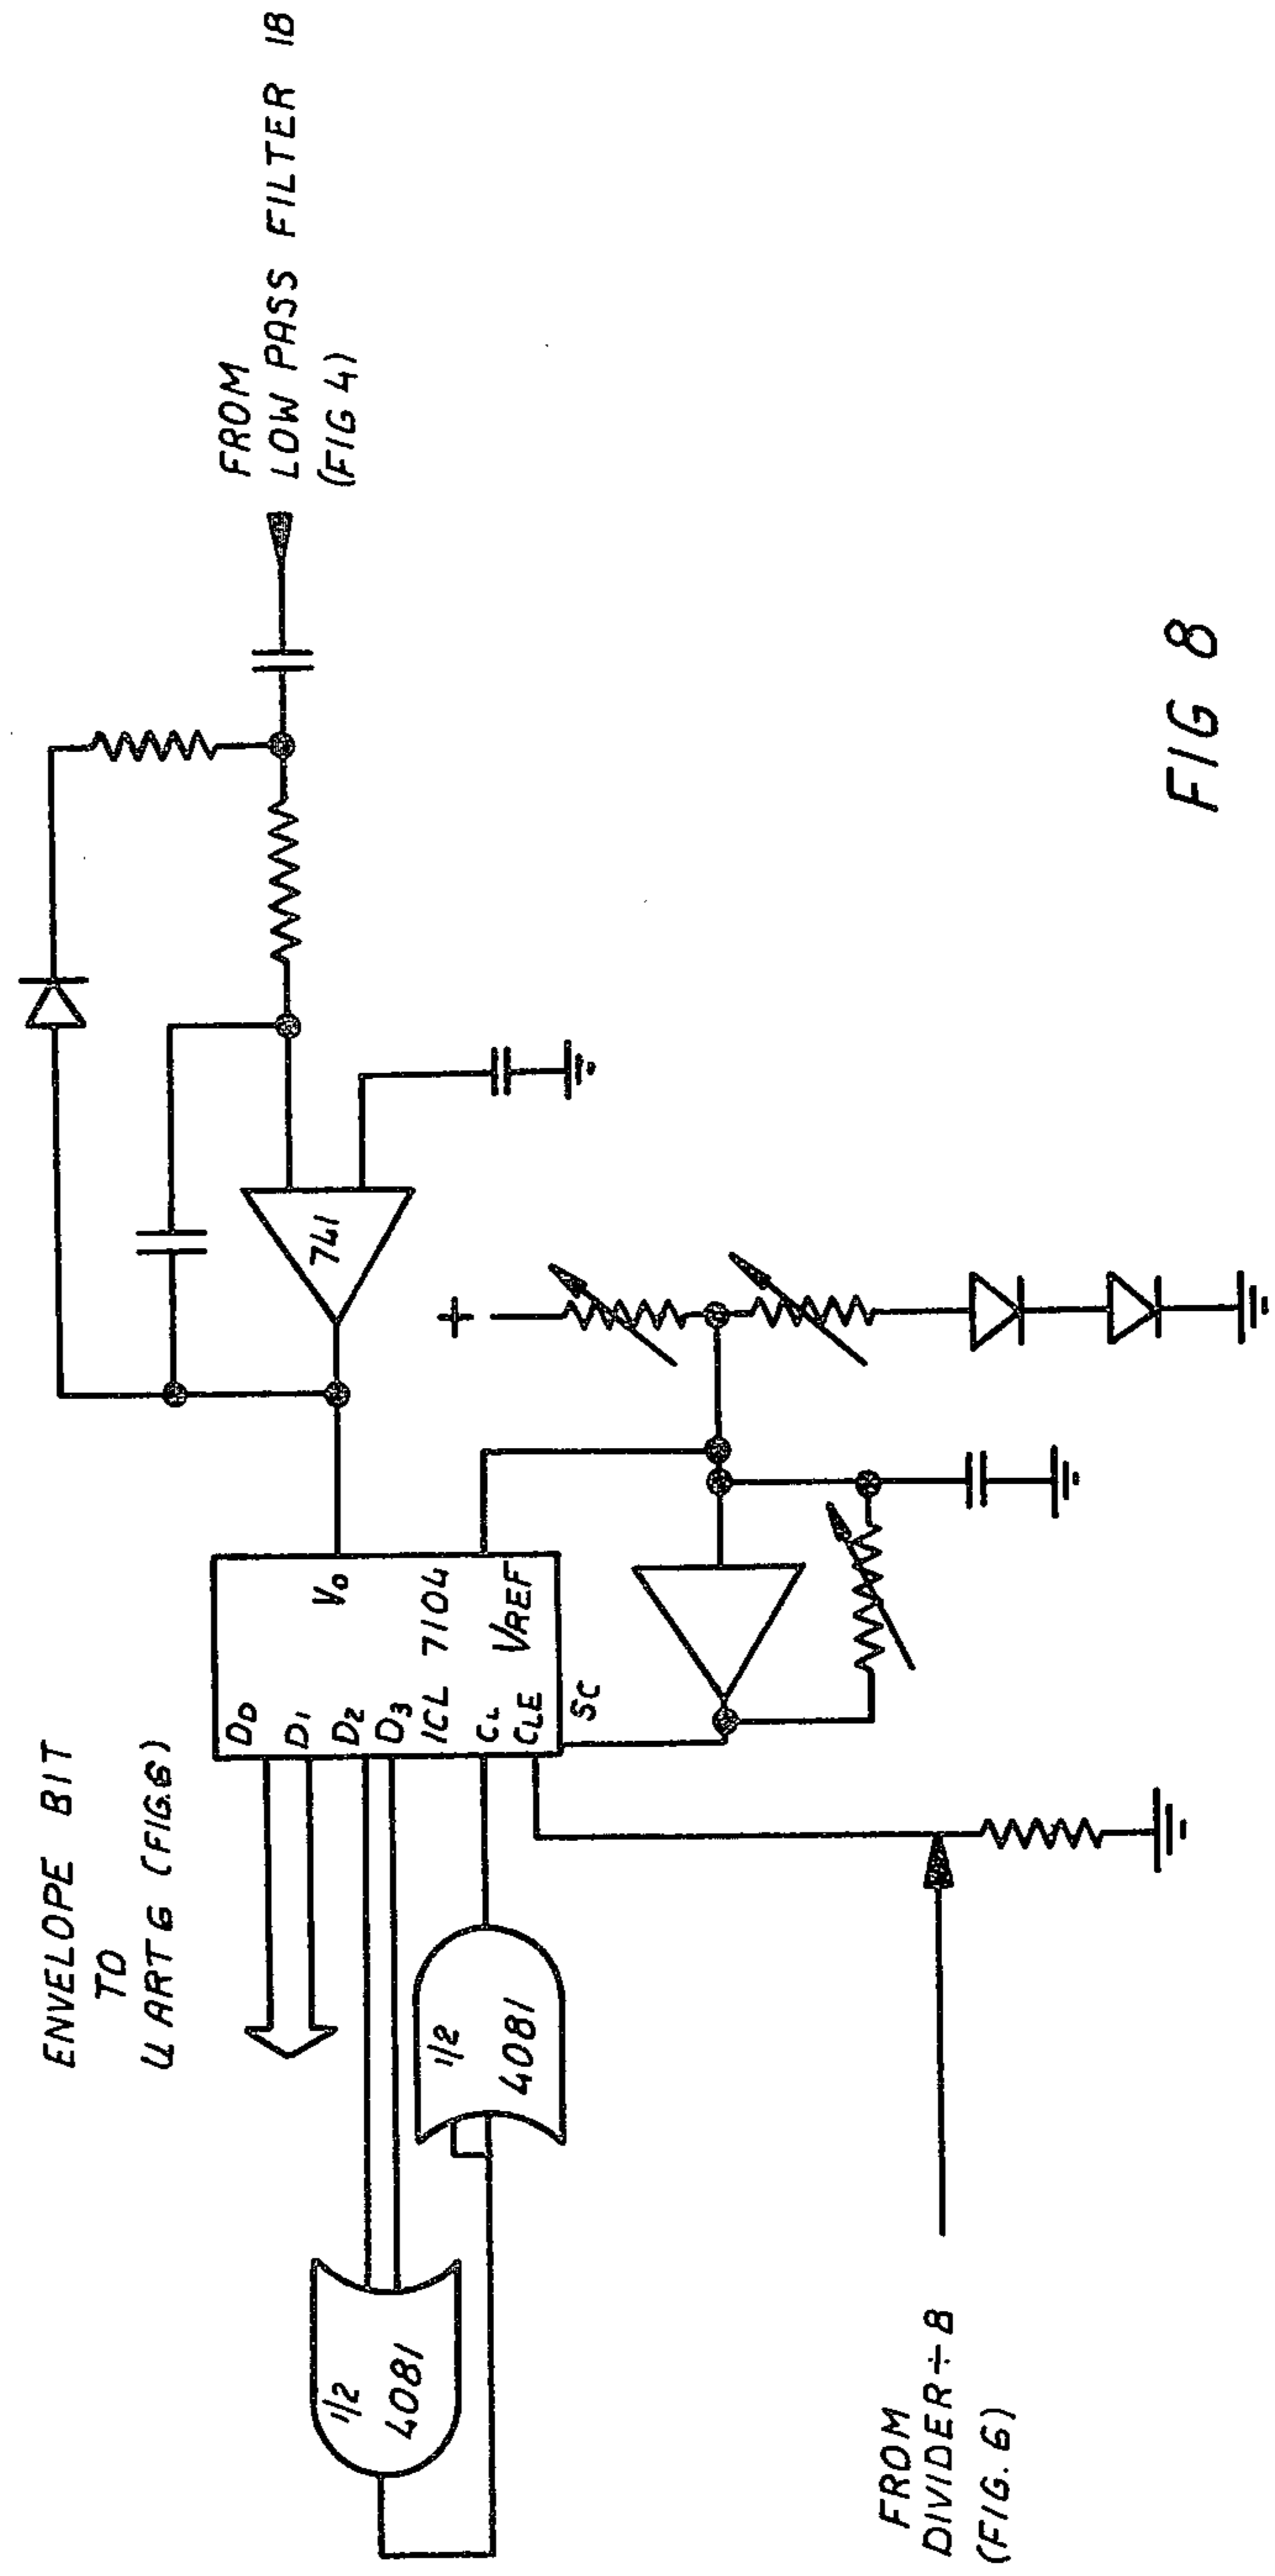 ENVELOPE BIT
TO
UART 6 (FIG.6)
FROM
LOW PASS FILTER 18
(FIG 4)
D0
D1
D2
D3
ICL 7104
V0
CL
CLE
VREF
SC
741
+
1/2
4081
1/2
4081
FROM
DIVIDER÷8
(FIG.6)
FIG 8